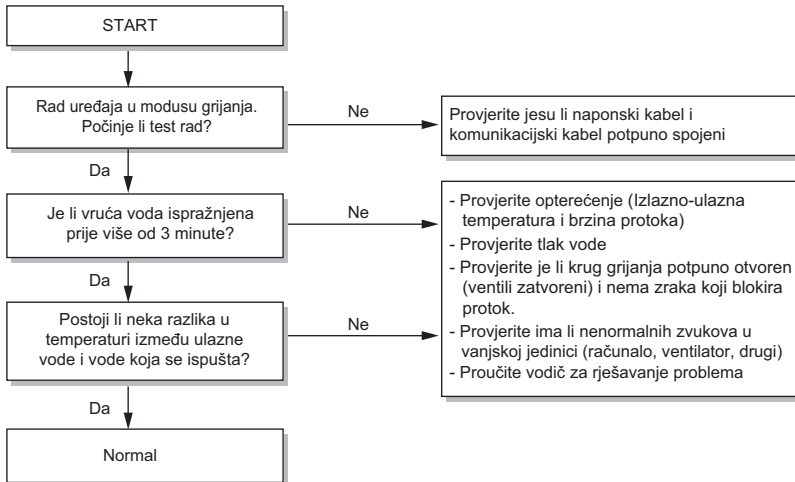 START
Rad uređaja u modusu grijanja.
Počinje li test rad?
Ne
Provjerite jesu li naponski kabel i
komunikacijski kabel potpuno spojeni
Da
Je li vruća voda ispražnjena
prije više od 3 minute?
Ne
- Provjerite opterećenje (Izlazno-ulazna
temperatura i brzina protoka)
- Provjerite tlak vode
- Provjerite je li krug grijanja potpuno otvoren
(ventili zatvoreni) i nema zraka koji blokira
protok.
- Provjerite ima li nenormalnih zvukova u
vanjskoj jedinici (računalo, ventilator, drugi)
- Proučite vodič za rješavanje problema
Da
Postoji li neka razlika u
temperaturi između ulazne
vode i vode koja se ispušta?
Ne
Da
Normal